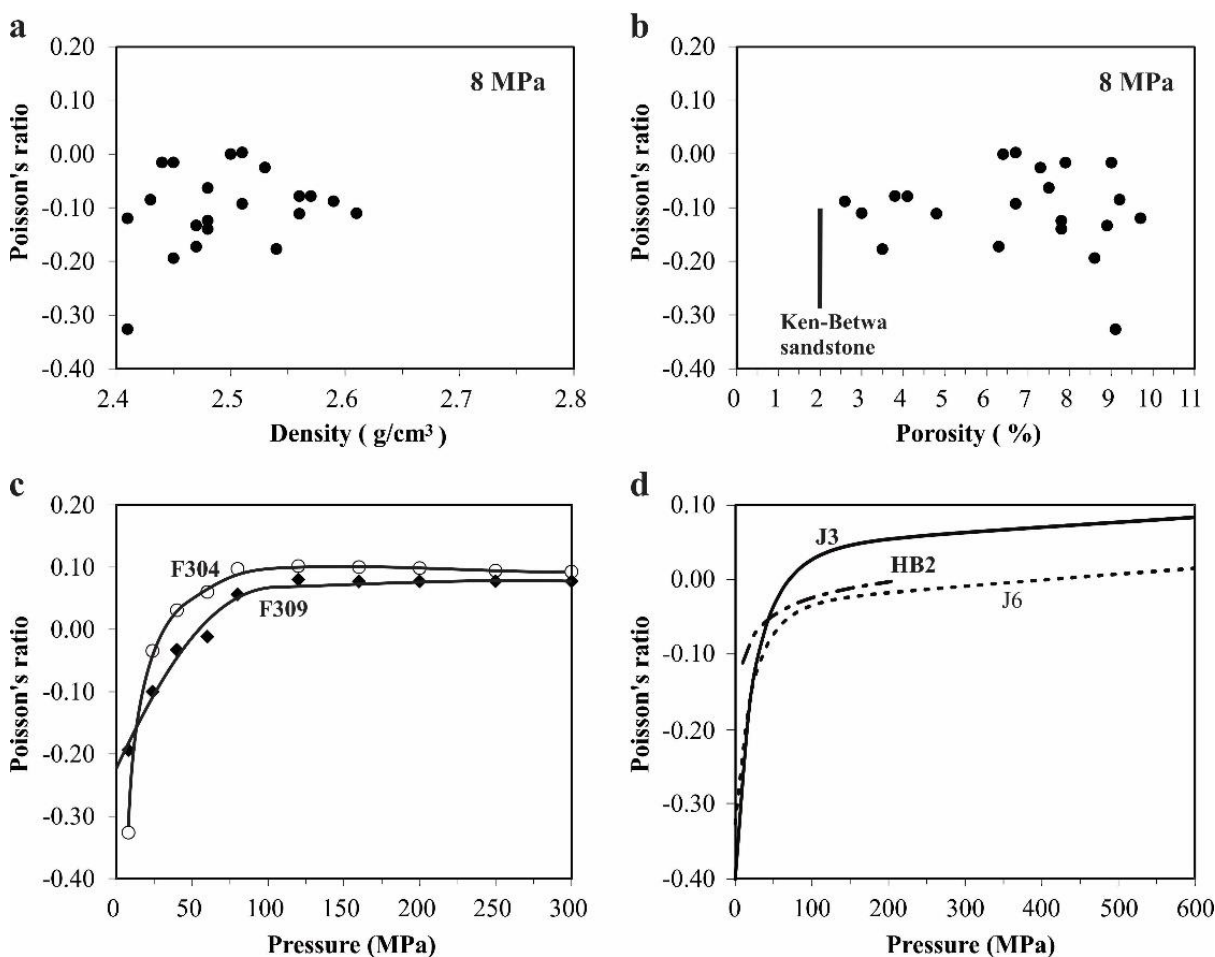 a
0.20
0.10
0.00
-0.10
-0.20
-0.30
-0.40
Poisson's ratio
8 MPa
2.4 2.5 2.6 2.7 2.8
Density ( g/cm³ )
b
0.20
0.10
0.00
-0.10
-0.20
-0.30
-0.40
Poisson's ratio
8 MPa
Ken-Betwa
sandstone
0 1 2 3 4 5 6 7 8 9 10 11
Porosity ( %)
c
0.20
0.10
0.00
-0.10
-0.20
-0.30
-0.40
Poisson's ratio
F304
F309
0 50 100 150 200 250 300
Pressure (MPa)
d
0.10
0.00
-0.10
-0.20
-0.30
-0.40
Poisson's ratio
J3
HB2
J6
0 100 200 300 400 500 600
Pressure (MPa)